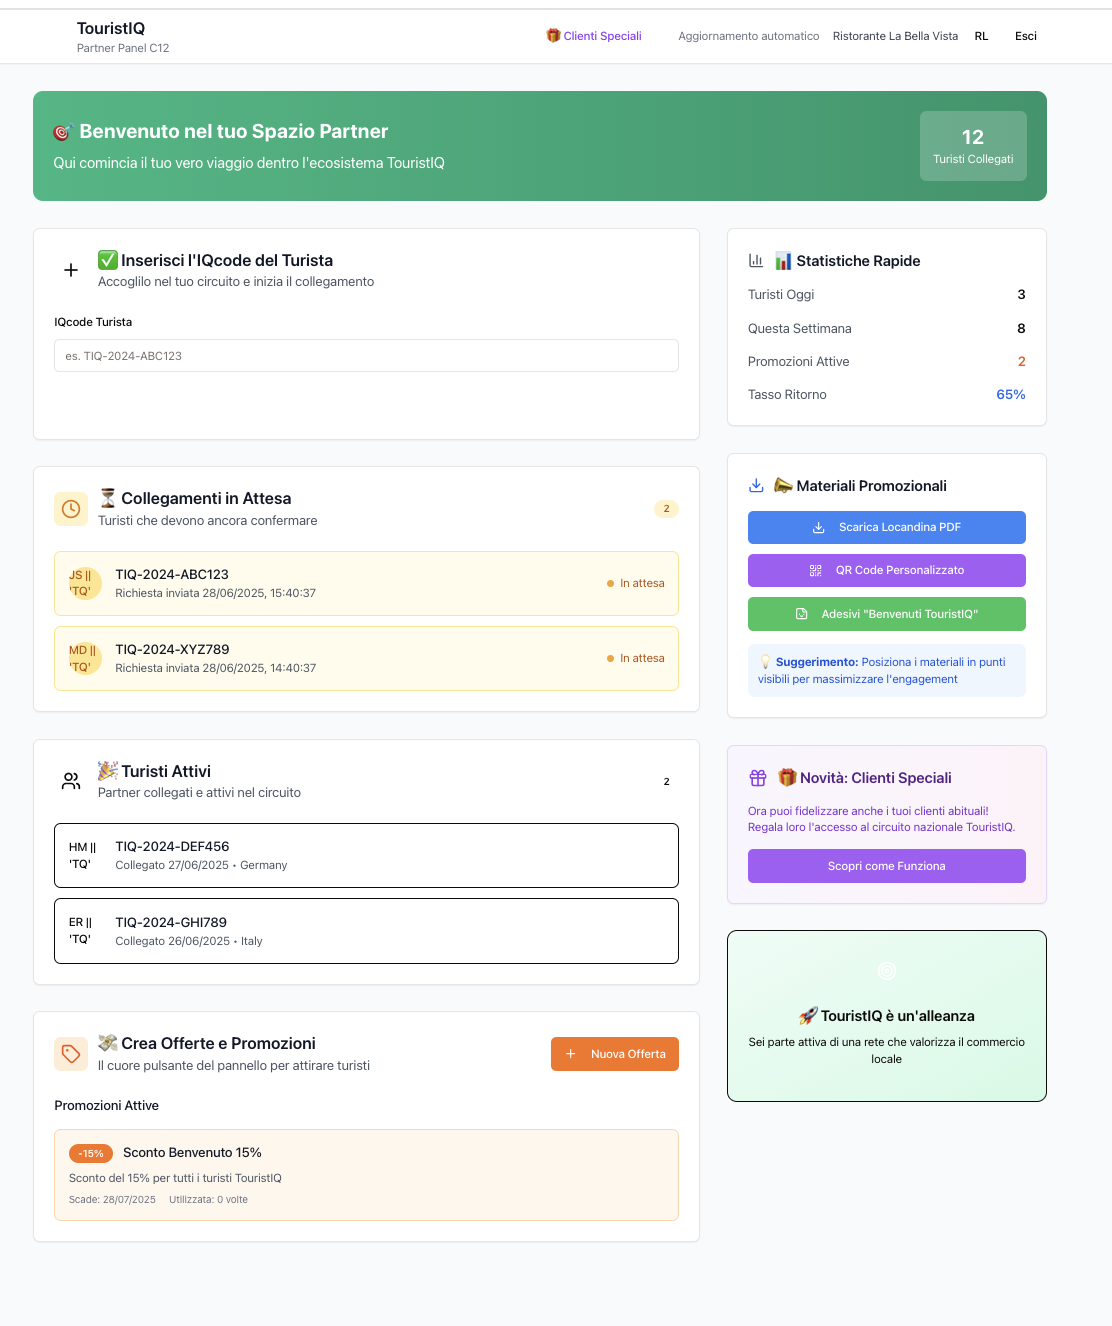 TouristIQ
Partner Panel C12
🎁 Clienti Speciali
Aggiornamento automatico
Ristorante La Bella Vista
RL
Esci
🎯 Benvenuto nel tuo Spazio Partner
Qui comincia il tuo vero viaggio dentro l'ecosistema TouristIQ
12
Turisti Collegati
✅ Inserisci l'IQcode del Turista
Accoglilo nel tuo circuito e inizia il collegamento
IQcode Turista
es. TIQ-2024-ABC123
⏳ Collegamenti in Attesa
Turisti che devono ancora confermare
2
JS ||
'TQ'
TIQ-2024-ABC123
Richiesta inviata 28/06/2025, 15:40:37
In attesa
MD ||
'TQ'
TIQ-2024-XYZ789
Richiesta inviata 28/06/2025, 14:40:37
In attesa
🎉 Turisti Attivi
Partner collegati e attivi nel circuito
2
HM ||
'TQ'
TIQ-2024-DEF456
Collegato 27/06/2025 • Germany
ER ||
'TQ'
TIQ-2024-GHI789
Collegato 26/06/2025 • Italy
💸 Crea Offerte e Promozioni
Il cuore pulsante del pannello per attirare turisti
Nuova Offerta
Promozioni Attive
-15%
Sconto Benvenuto 15%
Sconto del 15% per tutti i turisti TouristIQ
Scade: 28/07/2025
Utilizzata: 0 volte
📊 Statistiche Rapide
Turisti Oggi 3
Questa Settimana 8
Promozioni Attive 2
Tasso Ritorno 65%
📣 Materiali Promozionali
Scarica Locandina PDF
QR Code Personalizzato
Adesivi "Benvenuti TouristIQ"
💡 Suggerimento: Posiziona i materiali in punti
visibili per massimizzare l'engagement
🎁 Novità: Clienti Speciali
Ora puoi fidelizzare anche i tuoi clienti abituali!
Regala loro l'accesso al circuito nazionale TouristIQ.
Scopri come Funziona
🚀 TouristIQ è un'alleanza
Sei parte attiva di una rete che valorizza il commercio
locale